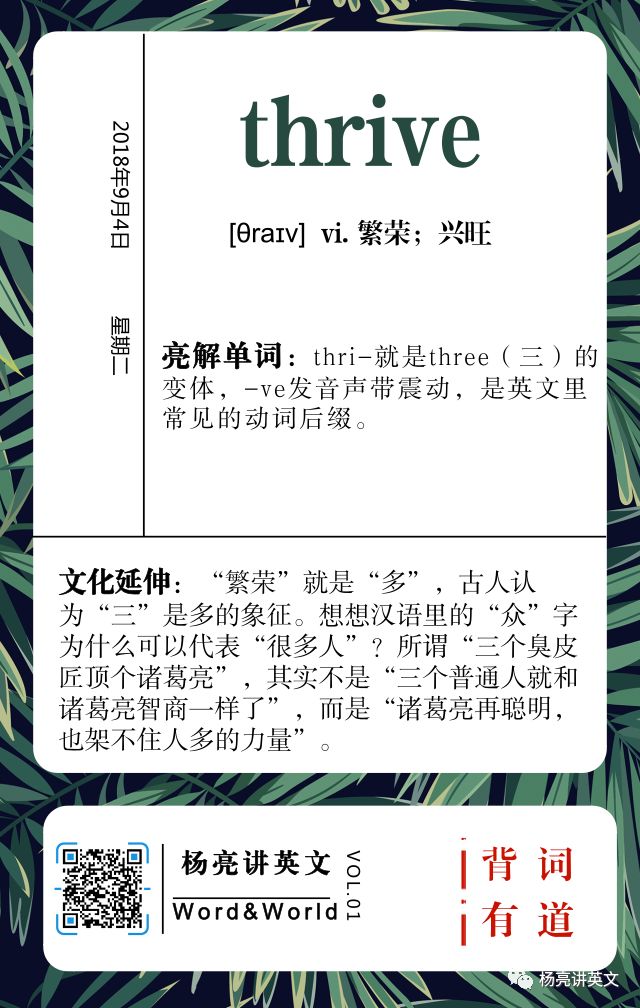 thrive
[θraɪv] vi. 繁荣；兴旺
2018年9月4日 星期二
亮解单词：thri-就是three（三）的
变体，-ve发音声带震动，是英文里
常见的动词后缀。
文化延伸：“繁荣”就是“多”，古人认
为“三”是多的象征。想想汉语里的“众”字
为什么可以代表“很多人”？所谓“三个臭皮
匠顶个诸葛亮”，其实不是“三个普通人就和
诸葛亮智商一样了”，而是“诸葛亮再聪明，
也架不住人多的力量”。
杨亮讲英文
Word&World
VOL.01
背词
有道
杨亮讲英文